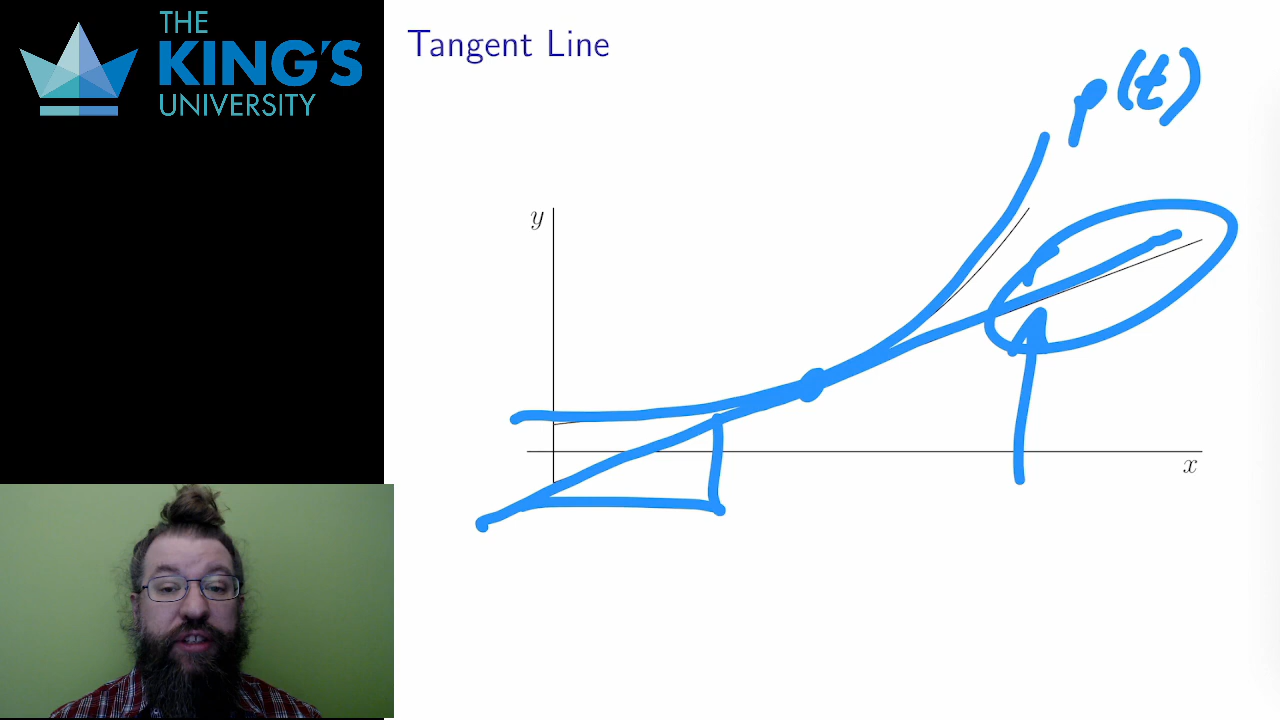 THE
KING'S
UNIVERSITY
Tangent Line
p(t)
y
x